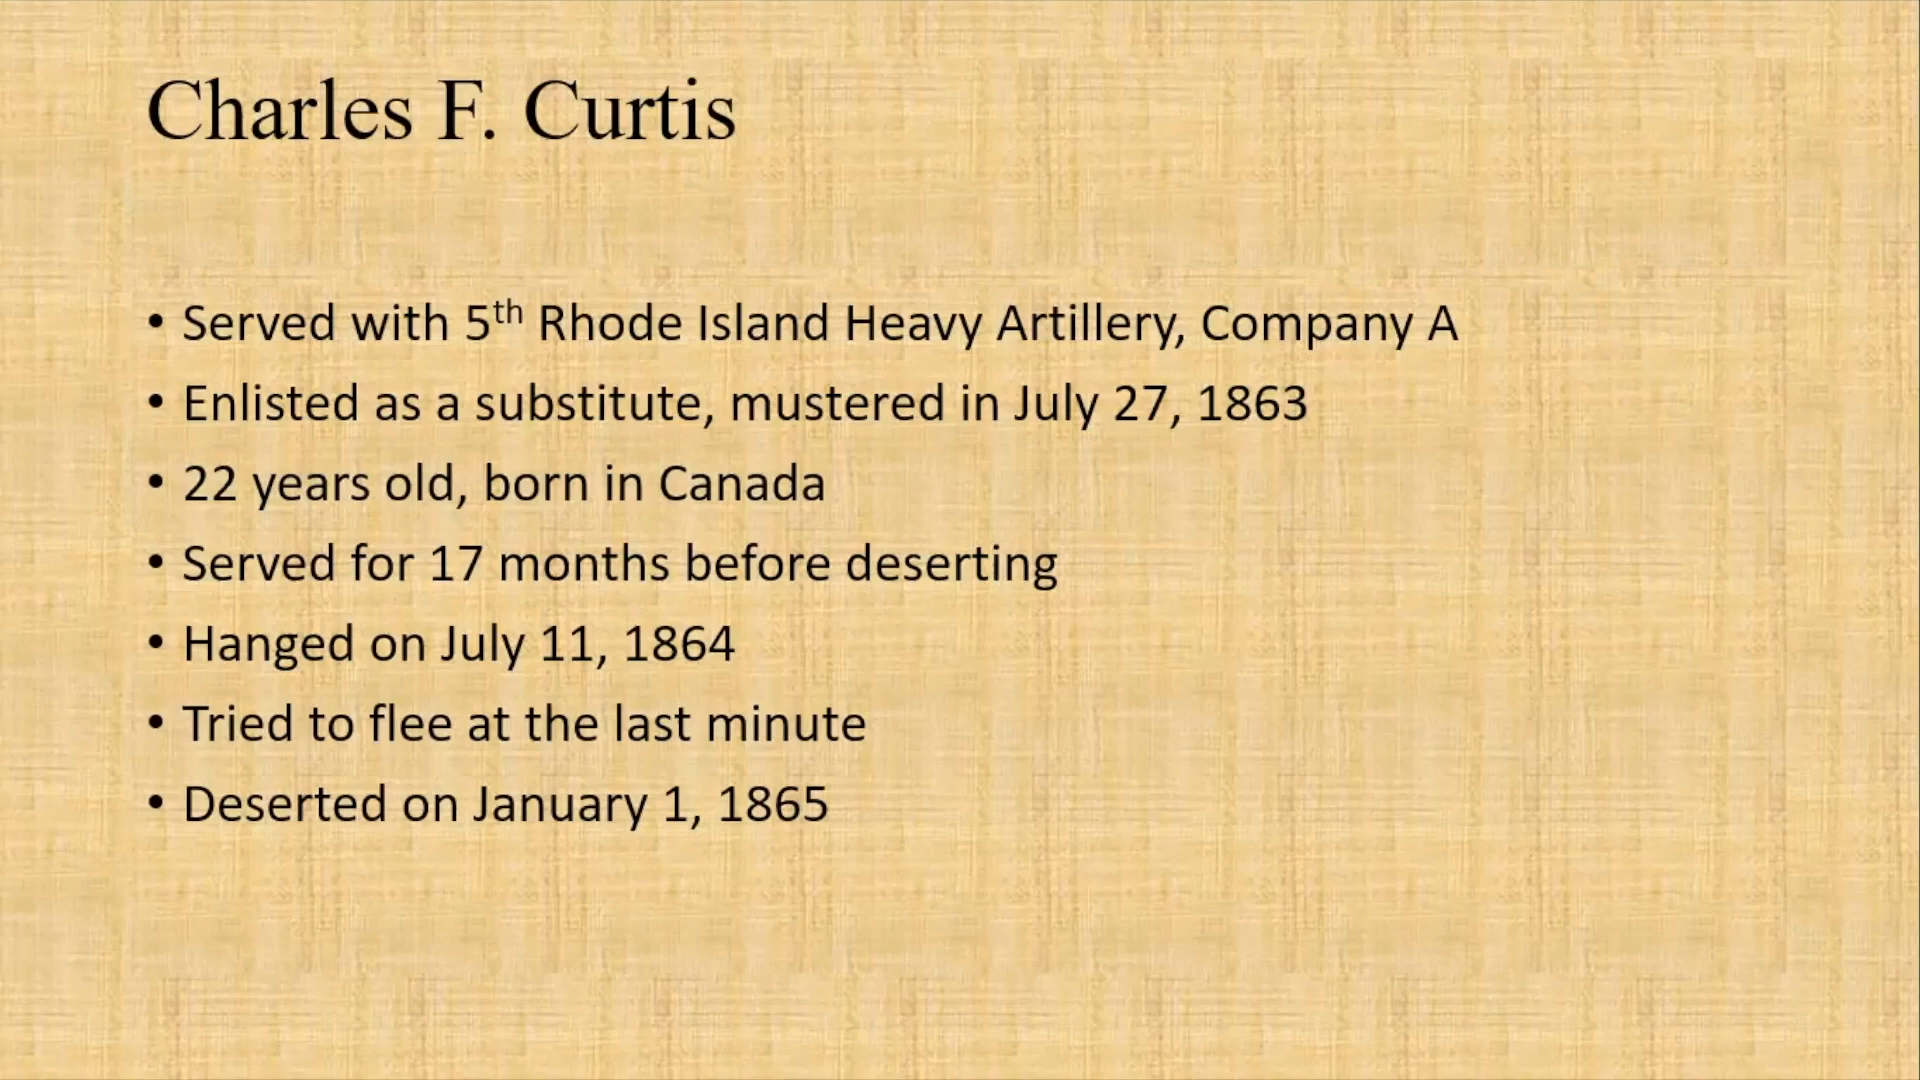 Charles F. Curtis
• Served with 5th Rhode Island Heavy Artillery, Company A
• Enlisted as a substitute, mustered in July 27, 1863
• 22 years old, born in Canada
• Served for 17 months before deserting
• Hanged on July 11, 1864
• Tried to flee at the last minute
• Deserted on January 1, 1865